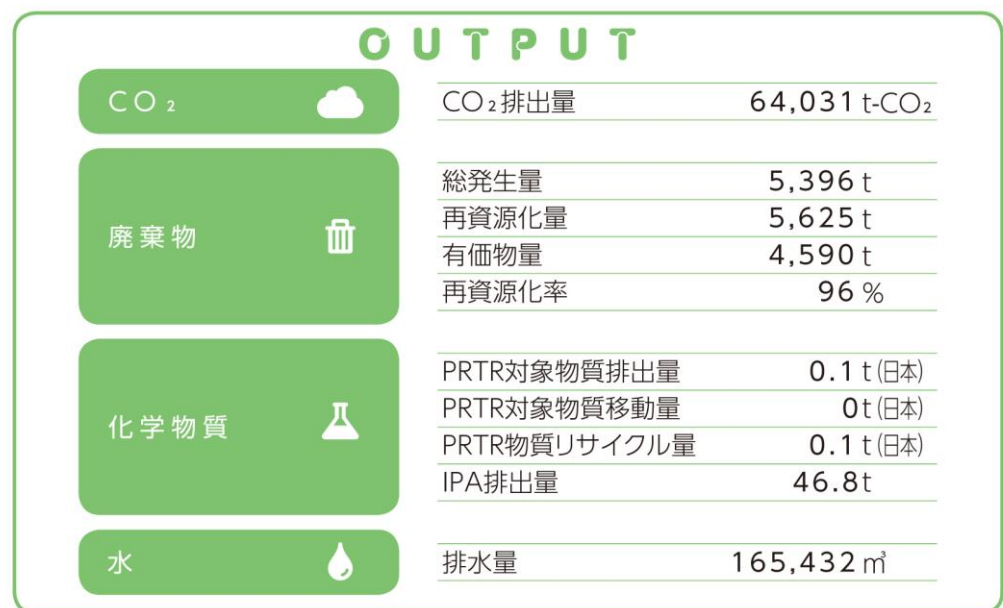 OUTPUT
CO₂
CO₂排出量 64,031 t-CO₂
廃棄物
総発生量 5,396 t
再資源化量 5,625 t
有価物量 4,590 t
再資源化率 96 %
化学物質
PRTR対象物質排出量 0.1 t(日本)
PRTR対象物質移動量 0t(日本)
PRTR物質リサイクル量 0.1 t(日本)
IPA排出量 46.8t
水
排水量 165,432 ㎥